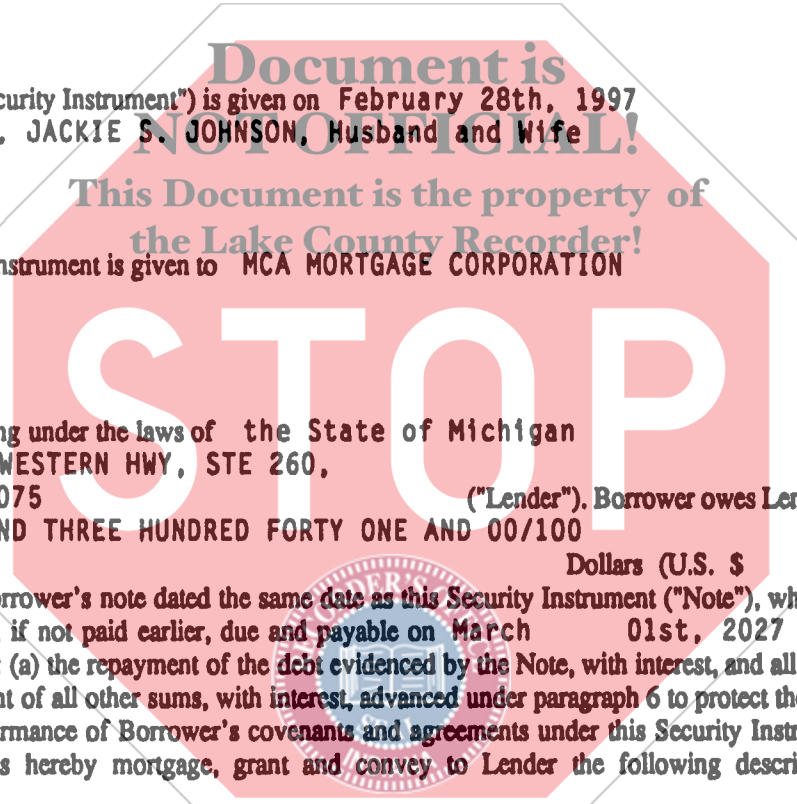 Document is
curity Instrument") is given on February 28th, 1997
, JACKIE S. JOHNSON, Husband and Wife
NOT OFFICIAL!
This Document is the property of
the Lake County Recorder!
nstrument is given to MCA MORTGAGE CORPORATION
STOP
ng under the laws of the State of Michigan
WESTERN HWY, STE 260,
075 ("Lender"). Borrower owes Len
ND THREE HUNDRED FORTY ONE AND 00/100
Dollars (U.S. $
orrower's note dated the same date as this Security Instrument ("Note"), wh
if not paid earlier, due and payable on March 01st, 2027
(a) the repayment of the debt evidenced by the Note, with interest, and all
nt of all other sums, with interest, advanced under paragraph 6 to protect the
rmance of Borrower's covenants and agreements under this Security Instr
s hereby mortgage, grant and convey to Lender the following descri
SEAL